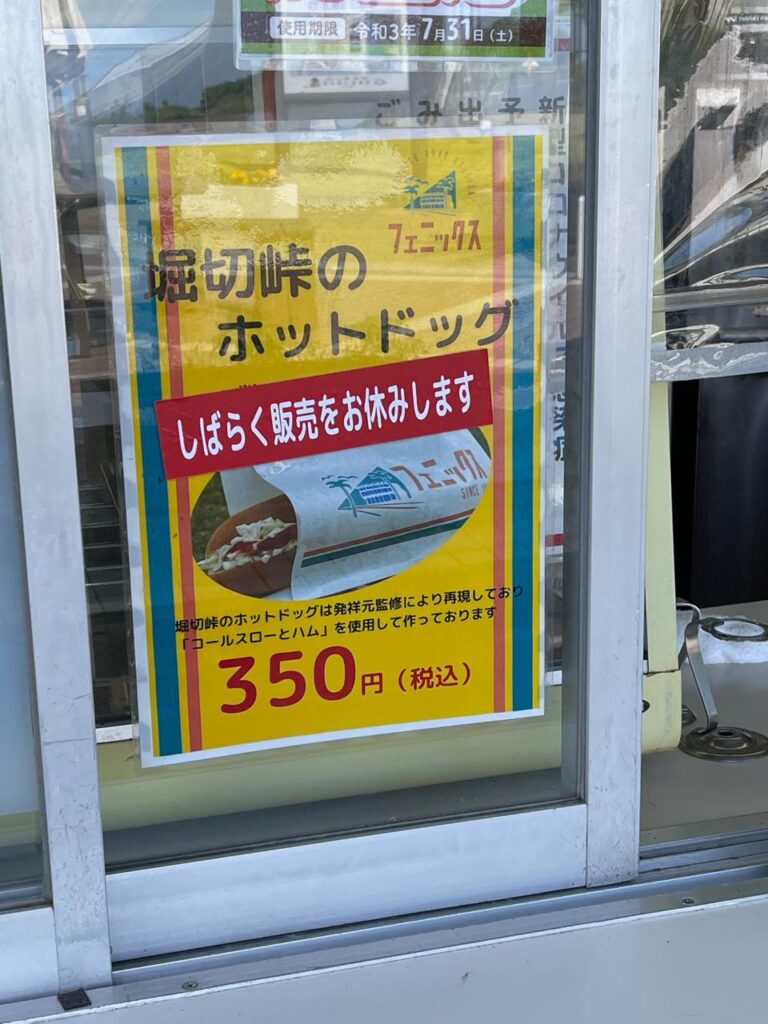 使用期限 令和3年7月31日(土)
フェニックス
堀切峠の
ホットドッグ
しばらく販売をお休みします
フェニックス
SINCE
堀切峠のホットドッグは発祥元監修により再現しており
「コールスローとハム」を使用して作っております
350円(税込)